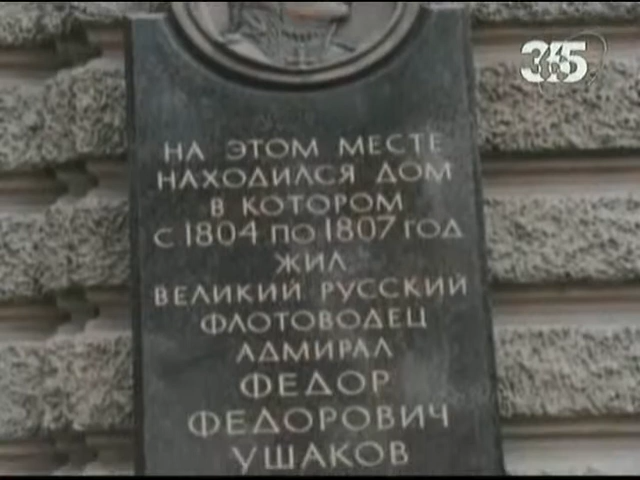 365
НА ЭТОМ МЕСТЕ
НАХОДИЛСЯ ДОМ
В КОТОРОМ
С 1804 ПО 1807 ГОД
ЖИЛ
ВЕЛИКИЙ РУССКИЙ
ФЛОТОВОДЕЦ
АДМИРАЛ
ФЕДОР
ФЕДОРОВИЧ
УШАКОВ